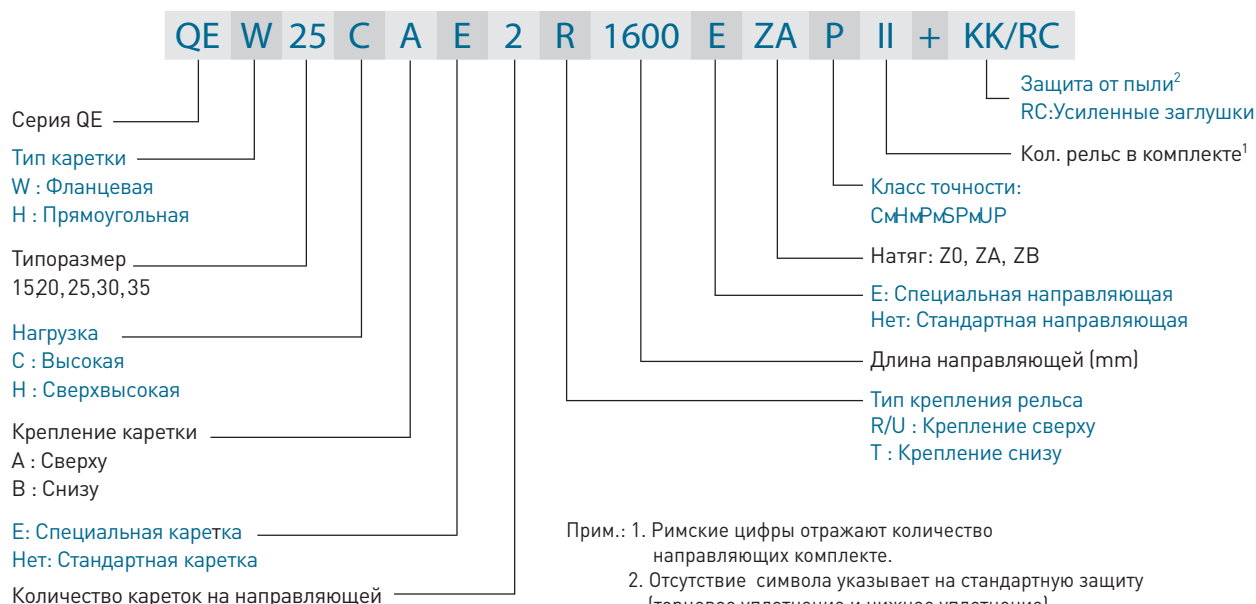 QE W 25 C A E 2 R 1600 E ZA P II + KK/RC
Серия QE
Тип каретки
W : Фланцевая
H : Прямоугольная
Типоразмер
15,20,25,30,35
Нагрузка
C : Высокая
H : Сверхвысокая
Крепление каретки
A : Сверху
B : Снизу
E: Специальная каретка
Нет: Стандартная каретка
Количество кареток на направляющей
Защита от пыли²
RC:Усиленные заглушки
Кол. рельс в комплекте¹
Класс точности:
CмHмPмSPмUP
Натяг: Z0, ZA, ZB
E: Специальная направляющая
Нет: Стандартная направляющая
Длина направляющей (mm)
Тип крепления рельса
R/U : Крепление сверху
T : Крепление снизу
Прим.: 1. Римские цифры отражают количество
направляющих комплекте.
2. Отсутствие символа указывает на стандартную защиту
(торцевое уплотнение и нижнее уплотнение)